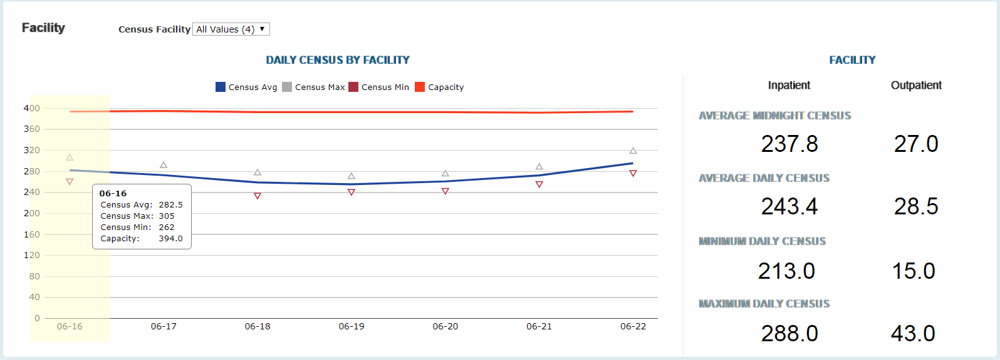 Facility
Census Facility All Values (4) ▼
DAILY CENSUS BY FACILITY
Census Avg Census Max Census Min Capacity
400
360
320
280
240
200
160
120
80
40
0
06-16
Census Avg: 282.5
Census Max: 305
Census Min: 262
Capacity: 394.0
06-16 06-17 06-18 06-19 06-20 06-21 06-22
FACILITY
Inpatient Outpatient
AVERAGE MIDNIGHT CENSUS
237.8 27.0
AVERAGE DAILY CENSUS
243.4 28.5
MINIMUM DAILY CENSUS
213.0 15.0
MAXIMUM DAILY CENSUS
288.0 43.0